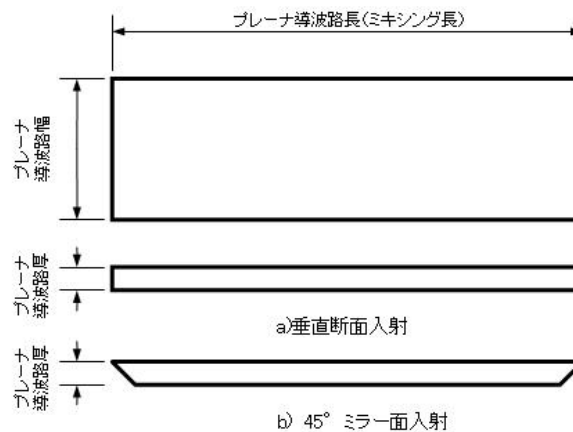 プレーナ導波路長(ミキシング長)
プレーナ
導波路幅
プレーナ
導波路厚
a)垂直断面入射
プレーナ
導波路厚
b) 45° ミラー面入射